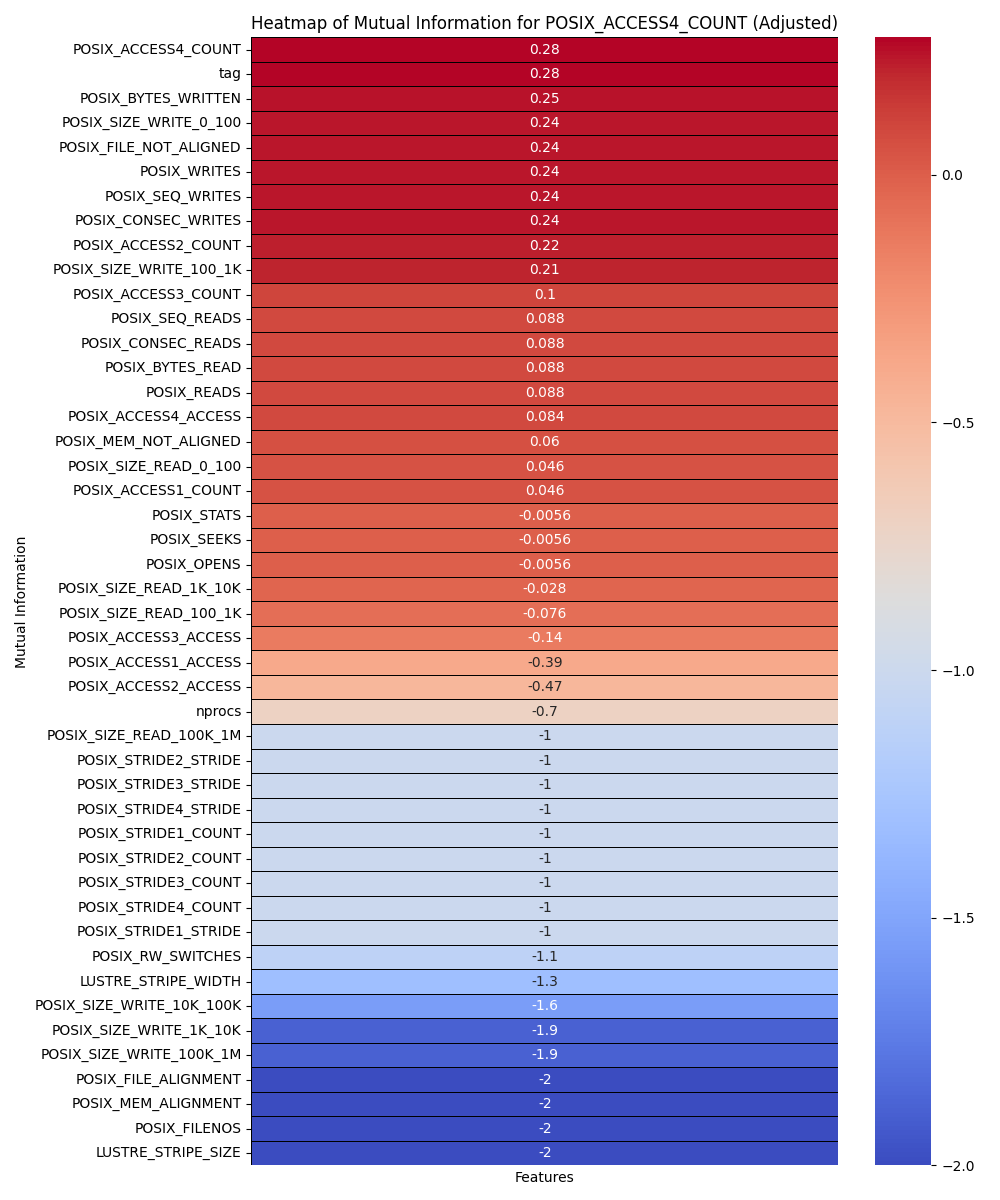 Heatmap of Mutual Information for POSIX_ACCESS4_COUNT (Adjusted)
POSIX_ACCESS4_COUNT 0.28
tag 0.28
POSIX_BYTES_WRITTEN 0.25
POSIX_SIZE_WRITE_0_100 0.24
POSIX_FILE_NOT_ALIGNED 0.24
POSIX_WRITES 0.24
POSIX_SEQ_WRITES 0.24
POSIX_CONSEC_WRITES 0.24
POSIX_ACCESS2_COUNT 0.22
POSIX_SIZE_WRITE_100_1K 0.21
POSIX_ACCESS3_COUNT 0.1
POSIX_SEQ_READS 0.088
POSIX_CONSEC_READS 0.088
POSIX_BYTES_READ 0.088
POSIX_READS 0.088
POSIX_ACCESS4_ACCESS 0.084
POSIX_MEM_NOT_ALIGNED 0.06
POSIX_SIZE_READ_0_100 0.046
POSIX_ACCESS1_COUNT 0.046
POSIX_STATS -0.0056
POSIX_SEEKS -0.0056
POSIX_OPENS -0.0056
POSIX_SIZE_READ_1K_10K -0.028
POSIX_SIZE_READ_100_1K -0.076
POSIX_ACCESS3_ACCESS -0.14
POSIX_ACCESS1_ACCESS -0.39
POSIX_ACCESS2_ACCESS -0.47
nprocs -0.7
POSIX_SIZE_READ_100K_1M -1
POSIX_STRIDE2_STRIDE -1
POSIX_STRIDE3_STRIDE -1
POSIX_STRIDE4_STRIDE -1
POSIX_STRIDE1_COUNT -1
POSIX_STRIDE2_COUNT -1
POSIX_STRIDE3_COUNT -1
POSIX_STRIDE4_COUNT -1
POSIX_STRIDE1_STRIDE -1
POSIX_RW_SWITCHES -1.1
LUSTRE_STRIPE_WIDTH -1.3
POSIX_SIZE_WRITE_10K_100K -1.6
POSIX_SIZE_WRITE_1K_10K -1.9
POSIX_SIZE_WRITE_100K_1M -1.9
POSIX_FILE_ALIGNMENT -2
POSIX_MEM_ALIGNMENT -2
POSIX_FILENOS -2
LUSTRE_STRIPE_SIZE -2
Mutual Information
Features
0.0
−0.5
−1.0
−1.5
−2.0